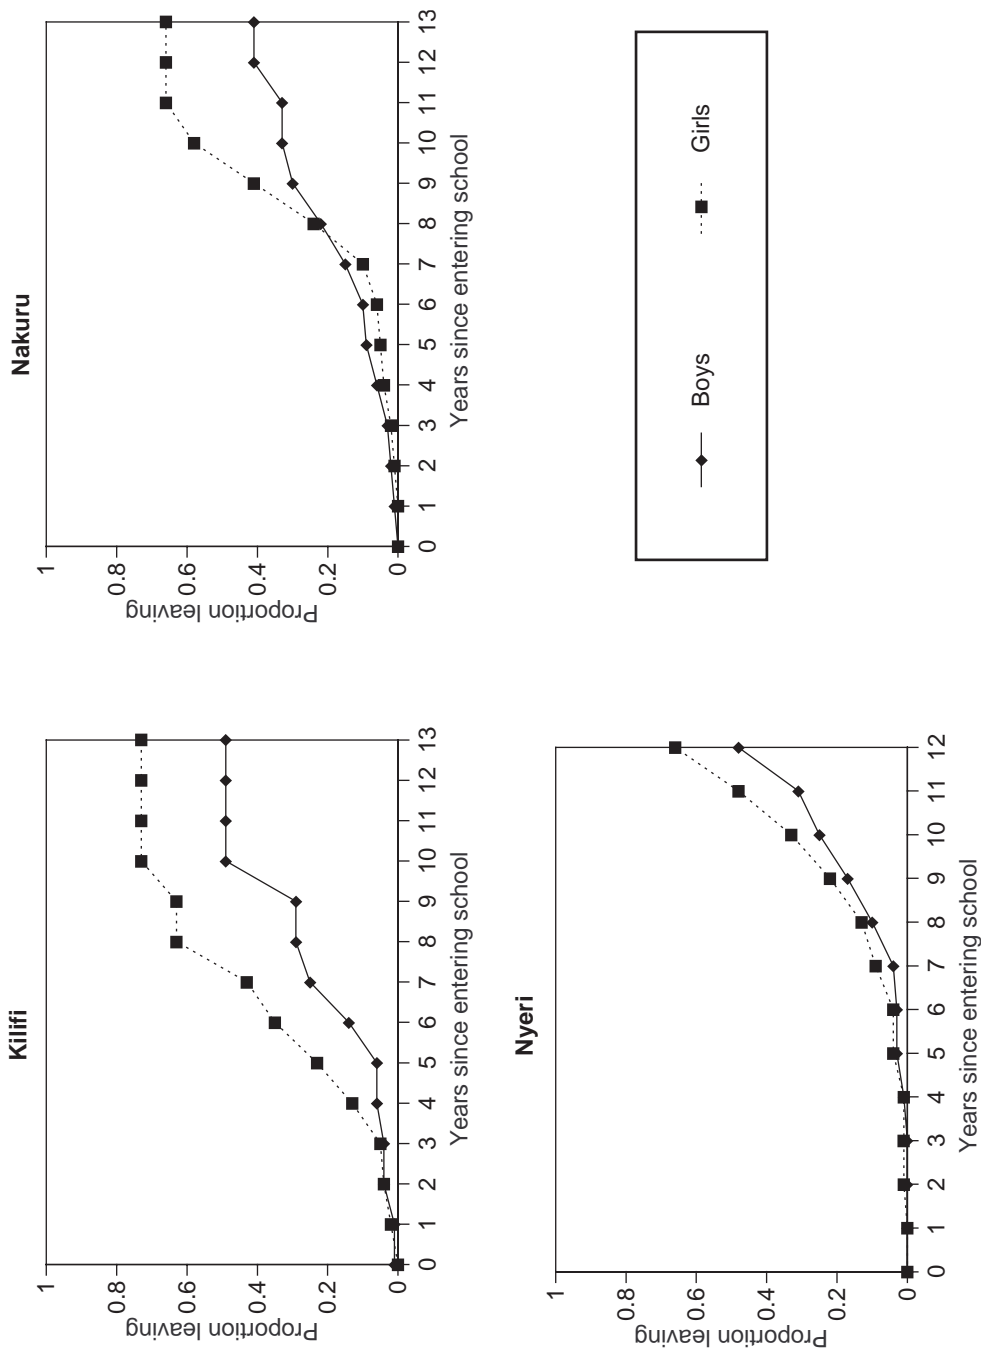 Kilifi
1
0.8
0.6
0.4
0.2
0
Proportion leaving
0 1 2 3 4 5 6 7 8 9 10 11 12 13
Years since entering school
Nakuru
1
0.8
0.6
0.4
0.2
0
Proportion leaving
0 1 2 3 4 5 6 7 8 9 10 11 12 13
Years since entering school
Nyeri
1
0.8
0.6
0.4
0.2
0
Proportion leaving
0 1 2 3 4 5 6 7 8 9 10 11 12
Years since entering school
Boys Girls